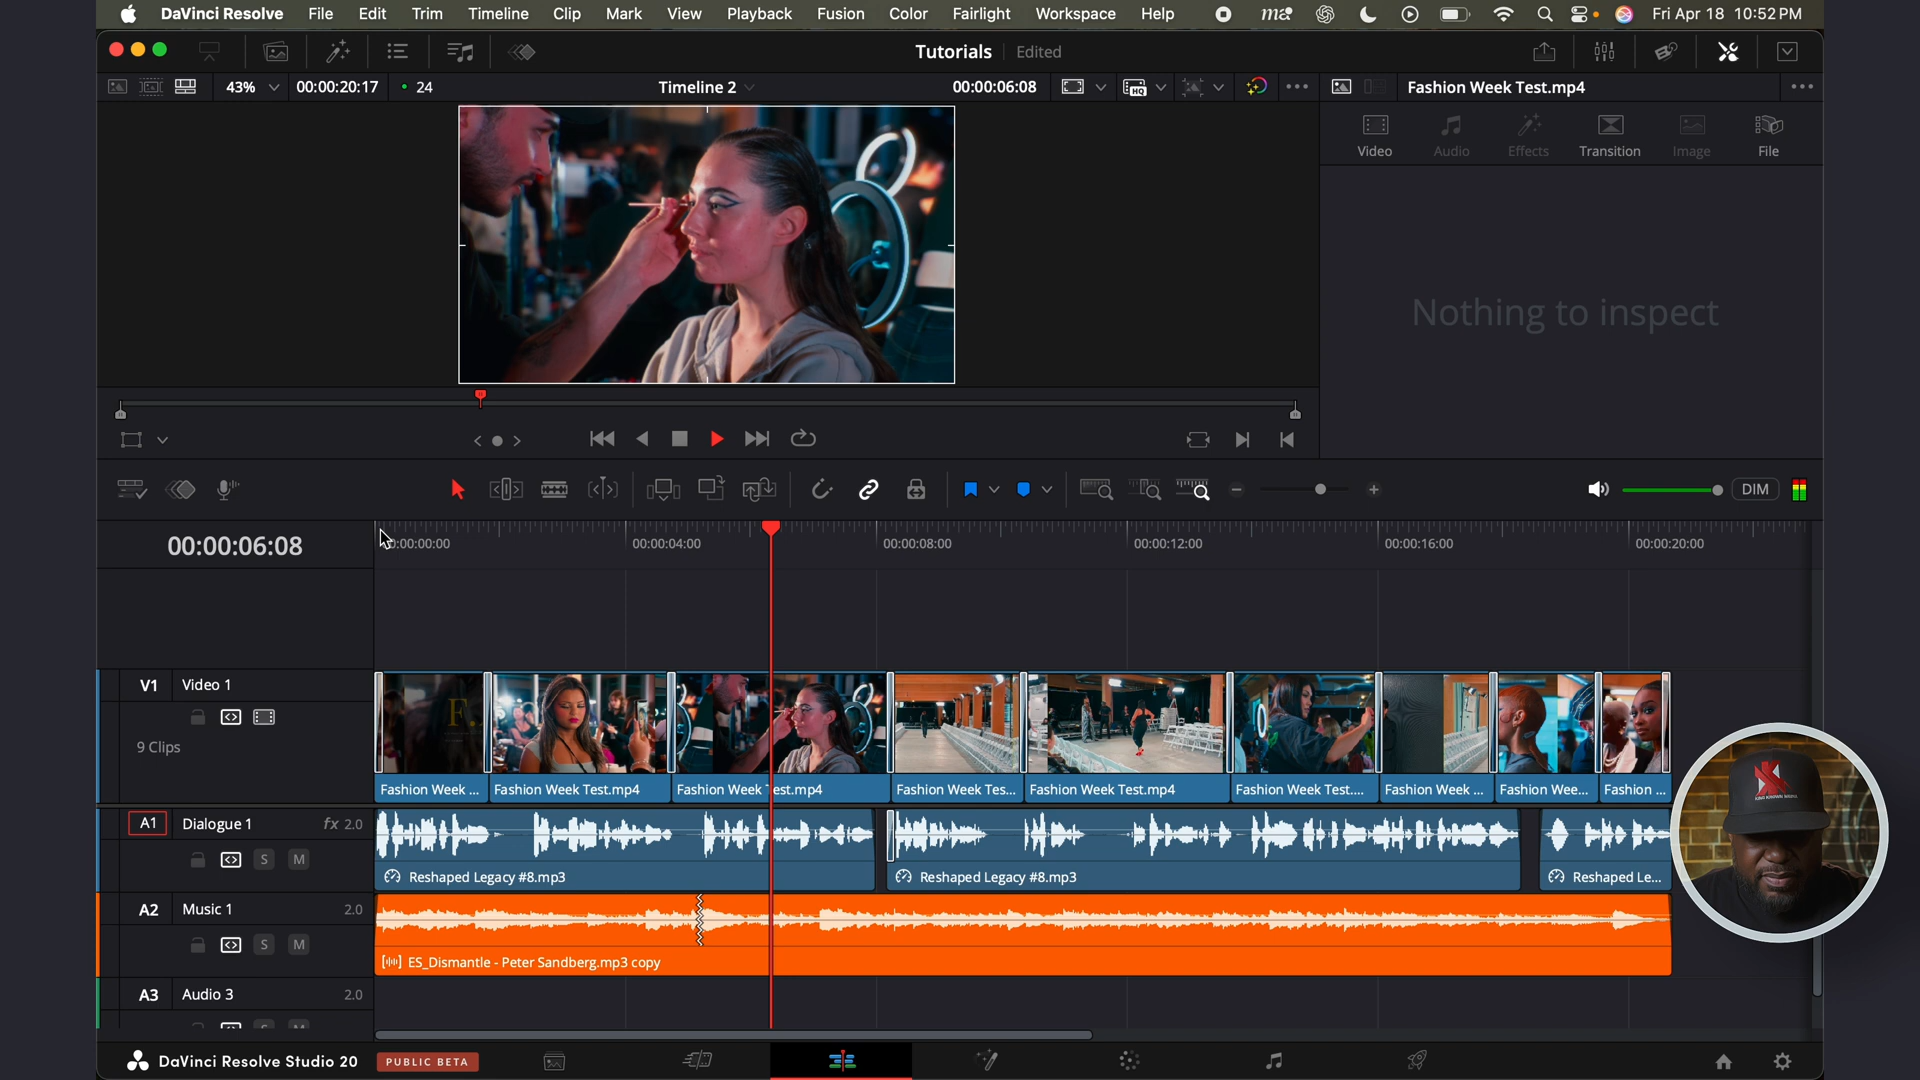 DaVinci Resolve File Edit Trim Timeline Clip Mark View Playback Fusion Color Fairlight Workspace Help Fri Apr 18 10:52 PM
Tutorials Edited
43% 00:00:20:17 24 Timeline 2 00:00:06:08 HQ Fashion Week Test.mp4
Video Audio Effects Transition Image File
Nothing to inspect
DIM
00:00:06:08
00:00:00:00 00:00:04:00 00:00:08:00 00:00:12:00 00:00:16:00 00:00:20:00
V1 Video 1
9 Clips
Fashion Week ... Fashion Week Test.mp4 Fashion Week Test.mp4 Fashion Week Tes... Fashion Week Test.mp4 Fashion Week Test.... Fashion Week ... Fashion Wee... Fashion ...
A1 Dialogue 1 fx 2.0
S M
Reshaped Legacy #8.mp3 Reshaped Legacy #8.mp3 Reshaped Le...
A2 Music 1 2.0
S M
ES_Dismantle - Peter Sandberg.mp3 copy
A3 Audio 3 2.0
DaVinci Resolve Studio 20 PUBLIC BETA